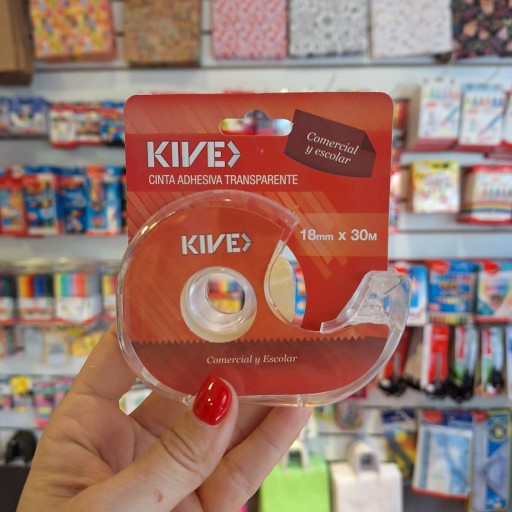 KIVE
Comercial
y escolar
CINTA ADHESIVA TRANSPARENTE
18mm x 30M
KIVE
Comercial y Escolar